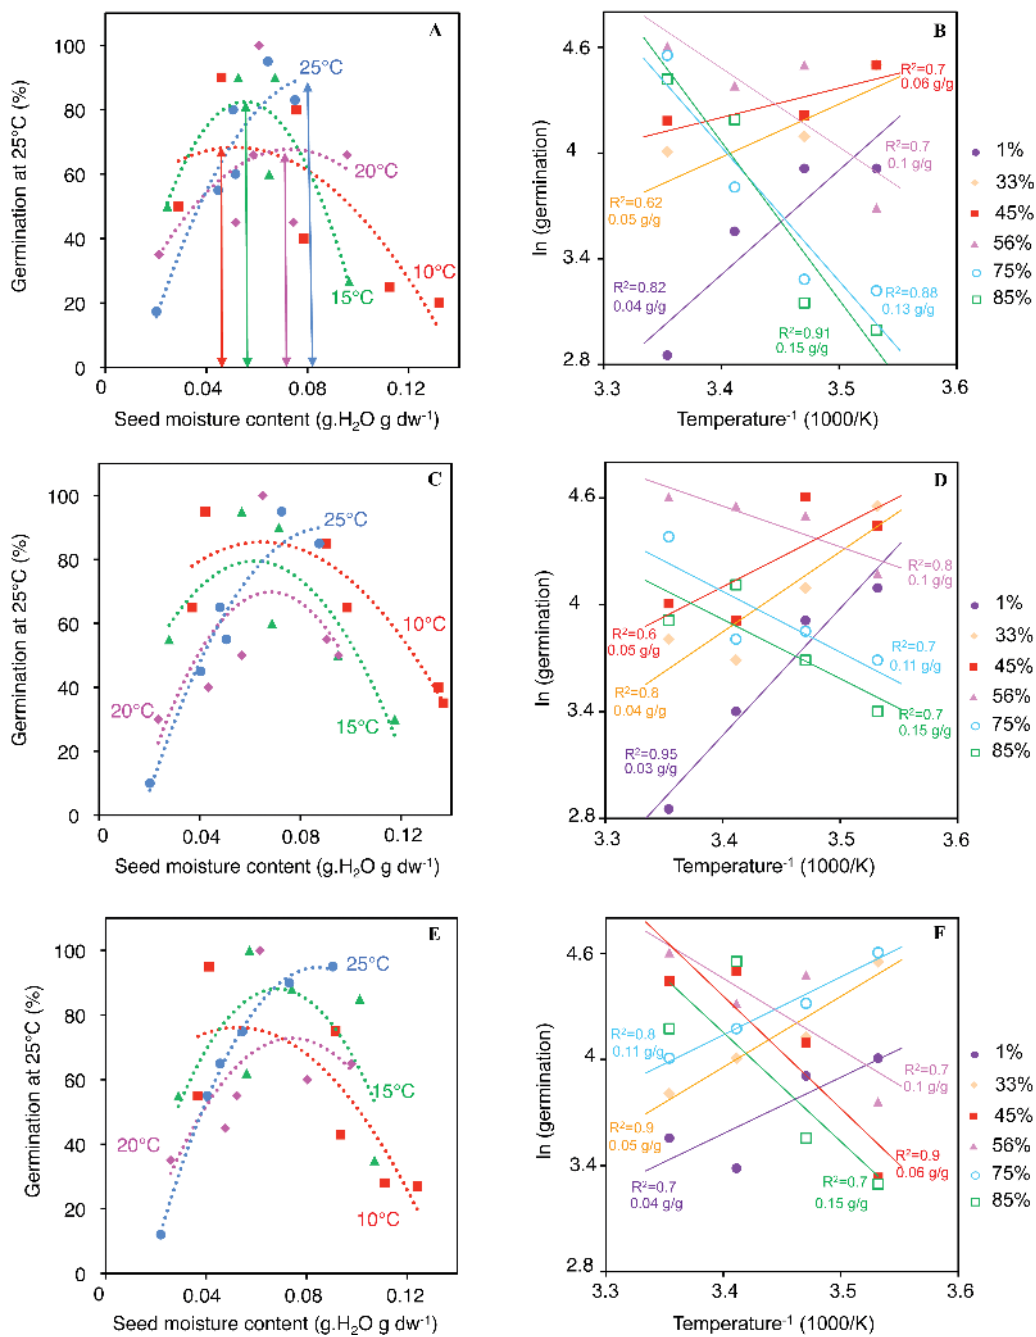 A
100
80
60
40
20
0
Germination at 25°C (%)
25°C
20°C
15°C
10°C
0
0.04
0.08
0.12
Seed moisture content (g.H2O g dw-1)
B
4.6
4
3.4
2.8
ln (germination)
R2=0.7
0.06 g/g
R2=0.7
0.1 g/g
R2=0.62
0.05 g/g
R2=0.82
0.04 g/g
R2=0.88
0.13 g/g
R2=0.91
0.15 g/g
3.3
3.4
3.5
3.6
Temperature-1 (1000/K)
1%
33%
45%
56%
75%
85%
C
100
80
60
40
20
0
Germination at 25°C (%)
25°C
10°C
20°C
15°C
0
0.04
0.08
0.12
Seed moisture content (g.H2O g dw-1)
D
4.6
4
3.4
2.8
ln (germination)
R2=0.8
0.1 g/g
R2=0.6
0.05 g/g
R2=0.7
0.11 g/g
R2=0.8
0.04 g/g
R2=0.7
0.15 g/g
R2=0.95
0.03 g/g
3.3
3.4
3.5
3.6
Temperature-1 (1000/K)
1%
33%
45%
56%
75%
85%
E
100
80
60
40
20
0
Germination at 25°C (%)
25°C
15°C
20°C
10°C
0
0.04
0.08
0.12
Seed moisture content (g.H2O g dw-1)
F
4.6
4
3.4
2.8
ln (germination)
R2=0.8
0.11 g/g
R2=0.7
0.1 g/g
R2=0.9
0.05 g/g
R2=0.9
0.06 g/g
R2=0.7
0.04 g/g
R2=0.7
0.15 g/g
3.3
3.4
3.5
3.6
Temperature-1 (1000/K)
1%
33%
45%
56%
75%
85%